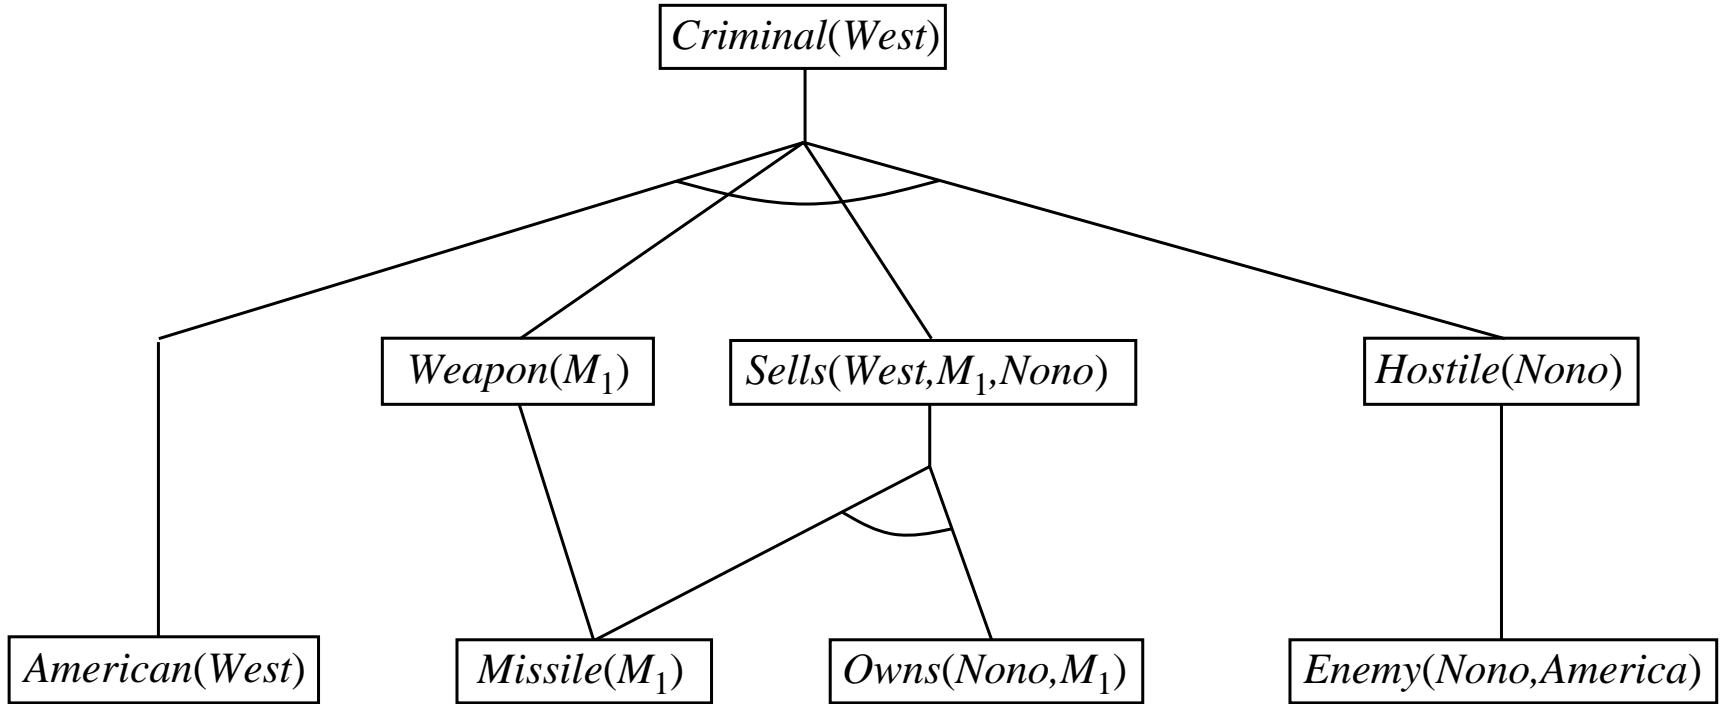 Criminal(West)
Weapon(M₁)
Sells(West,M₁,Nono)
Hostile(Nono)
American(West)
Missile(M₁)
Owns(Nono,M₁)
Enemy(Nono,America)